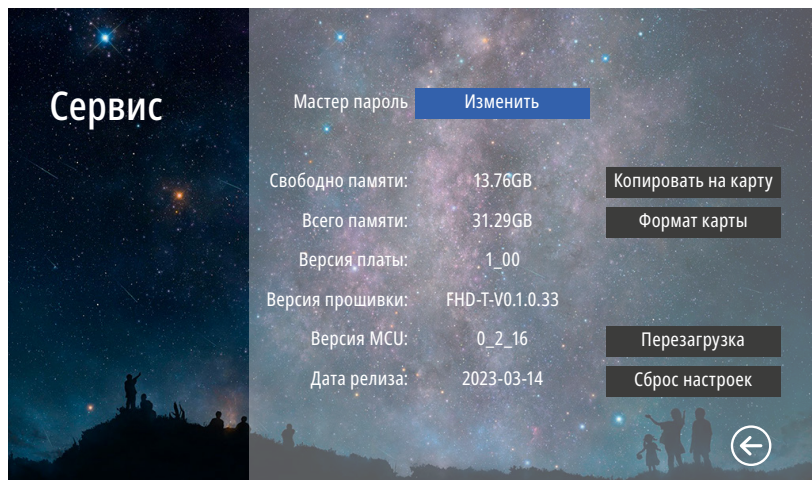 Сервис
Мастер пароль Изменить
Свободно памяти: 13.76GB Копировать на карту
Всего памяти: 31.29GB Формат карты
Версия платы: 1_00
Версия прошивки: FHD-T-V0.1.0.33
Версия MCU: 0_2_16 Перезагрузка
Дата релиза: 2023-03-14 Сброс настроек